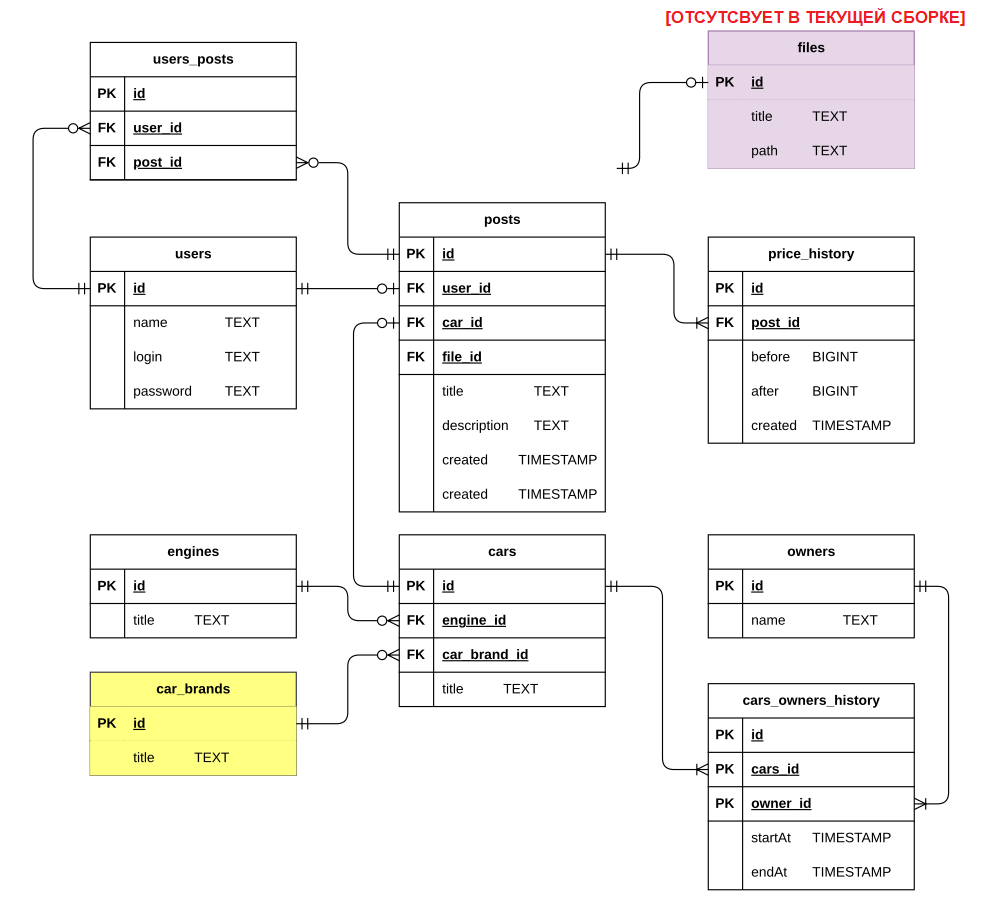 [ОТСУТСВУЕТ В ТЕКУЩЕЙ СБОРКЕ]
files
PK id
title TEXT
path TEXT
users_posts
PK id
FK user_id
FK post_id
users
PK id
name TEXT
login TEXT
password TEXT
posts
PK id
FK user_id
FK car_id
FK file_id
title TEXT
description TEXT
created TIMESTAMP
created TIMESTAMP
price_history
PK id
FK post_id
before BIGINT
after BIGINT
created TIMESTAMP
engines
PK id
title TEXT
cars
PK id
FK engine_id
FK car_brand_id
title TEXT
owners
PK id
name TEXT
car_brands
PK id
title TEXT
cars_owners_history
PK id
PK cars_id
PK owner_id
startAt TIMESTAMP
endAt TIMESTAMP